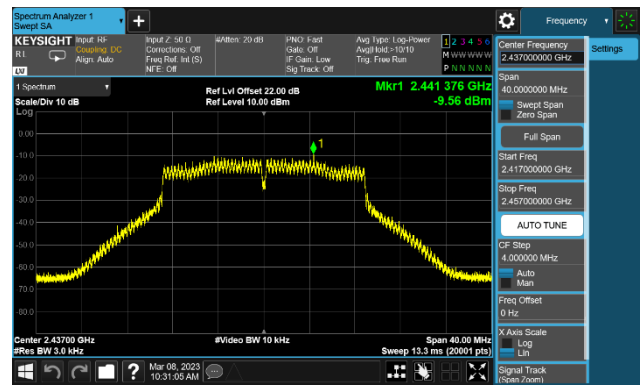 Spectrum Analyzer 1
Swept SA
Frequency
KEYSIGHT
RL
LXI
Input: RF
Coupling: DC
Align: Auto
Input Z: 50 Ω
Corrections: Off
Freq Ref: Int (S)
NFE: Off
#Atten: 20 dB
PNO: Fast
Gate: Off
IF Gain: Low
Sig Track: Off
Avg Type: Log-Power
Avg|Hold:>10/10
Trig: Free Run
1 2 3 4 5 6
M W W W W W
P N N N N N
1 Spectrum
Scale/Div 10 dB
Log
Ref Lvl Offset 22.00 dB
Ref Level 10.00 dBm
Mkr1 2.441 376 GHz
-9.56 dBm
1
0.00
-10.0
-20.0
-30.0
-40.0
-50.0
-60.0
-70.0
-80.0
Center 2.43700 GHz
#Res BW 3.0 kHz
#Video BW 10 kHz
Span 40.00 MHz
Sweep 13.3 ms (20001 pts)
Center Frequency
2.437000000 GHz
Settings
Span
40.0000000 MHz
Swept Span
Zero Span
Full Span
Start Freq
2.417000000 GHz
Stop Freq
2.457000000 GHz
AUTO TUNE
CF Step
4.000000 MHz
Auto
Man
Freq Offset
0 Hz
X Axis Scale
Log
Lin
Signal Track
(Span Zoom)
?
Mar 08, 2023
10:31:05 AM